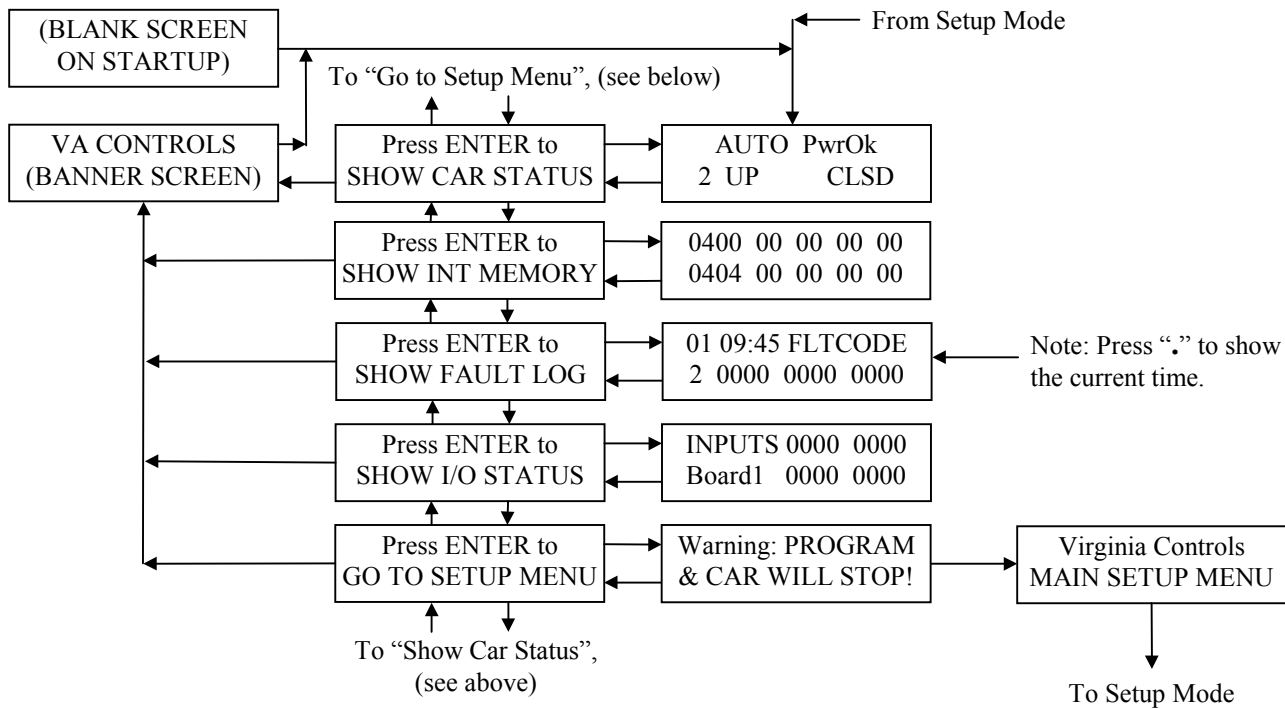 (BLANK SCREEN
ON STARTUP)
From Setup Mode
To “Go to Setup Menu”, (see below)
VA CONTROLS
(BANNER SCREEN)
Press ENTER to
SHOW CAR STATUS
AUTO PwrOk
2 UP CLSD
Press ENTER to
SHOW INT MEMORY
0400 00 00 00 00
0404 00 00 00 00
Press ENTER to
SHOW FAULT LOG
01 09:45 FLTCODE
2 0000 0000 0000
Note: Press “.” to show
the current time.
Press ENTER to
SHOW I/O STATUS
INPUTS 0000 0000
Board1 0000 0000
Press ENTER to
GO TO SETUP MENU
Warning: PROGRAM
& CAR WILL STOP!
Virginia Controls
MAIN SETUP MENU
To “Show Car Status”,
(see above)
To Setup Mode